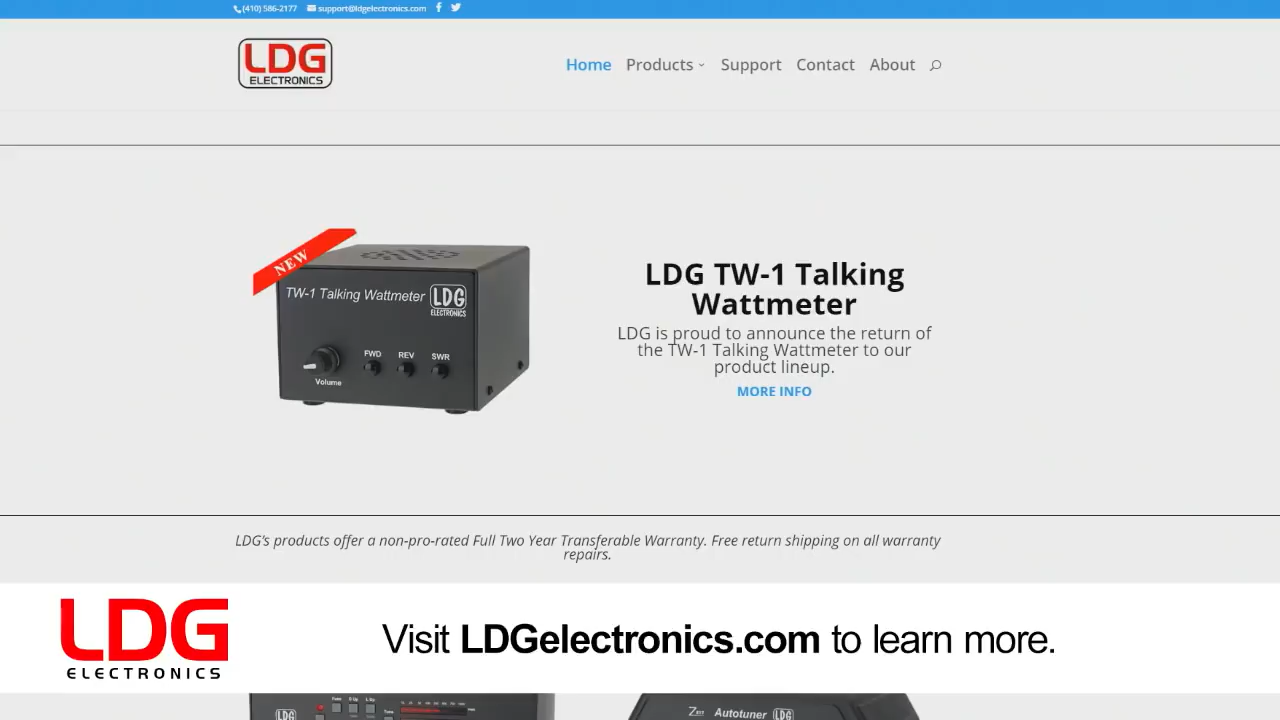 (410) 586-2177 support@ldgelectronics.com
LDG
ELECTRONICS
Home Products Support Contact About
NEW
TW-1 Talking Wattmeter LDG
ELECTRONICS
FWD REV SWR
Volume
LDG TW-1 Talking
Wattmeter
LDG is proud to announce the return of
the TW-1 Talking Wattmeter to our
product lineup.
MORE INFO
LDG's products offer a non-pro-rated Full Two Year Transferable Warranty. Free return shipping on all warranty
repairs.
LDG
ELECTRONICS
Visit LDGelectronics.com to learn more.
LDG
Autotuner LDG